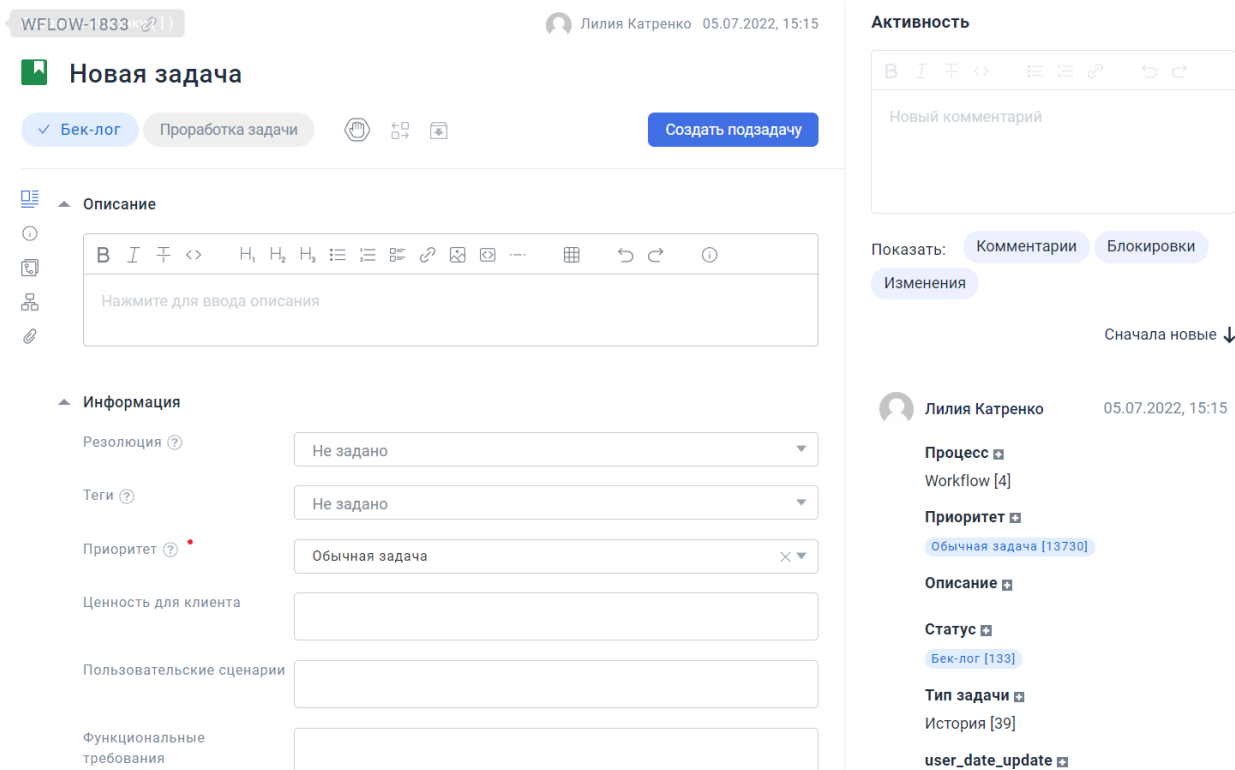 WFLOW-1833
Лилия Катренко 05.07.2022, 15:15
Новая задача
Бек-лог
Проработка задачи
Создать подзадачу
Описание
B I T <> H1 H2 H3
Нажмите для ввода описания
Информация
Резолюция ?
Не задано
Теги ?
Не задано
Приоритет ?
Обычная задача
Ценность для клиента
Пользовательские сценарии
Функциональные
требования
Активность
B I T <>
Новый комментарий
Показать: Комментарии Блокировки
Изменения
Сначала новые
Лилия Катренко 05.07.2022, 15:15
Процесс
Workflow [4]
Приоритет
Обычная задача [13730]
Описание
Статус
Бек-лог [133]
Тип задачи
История [39]
user_date_update